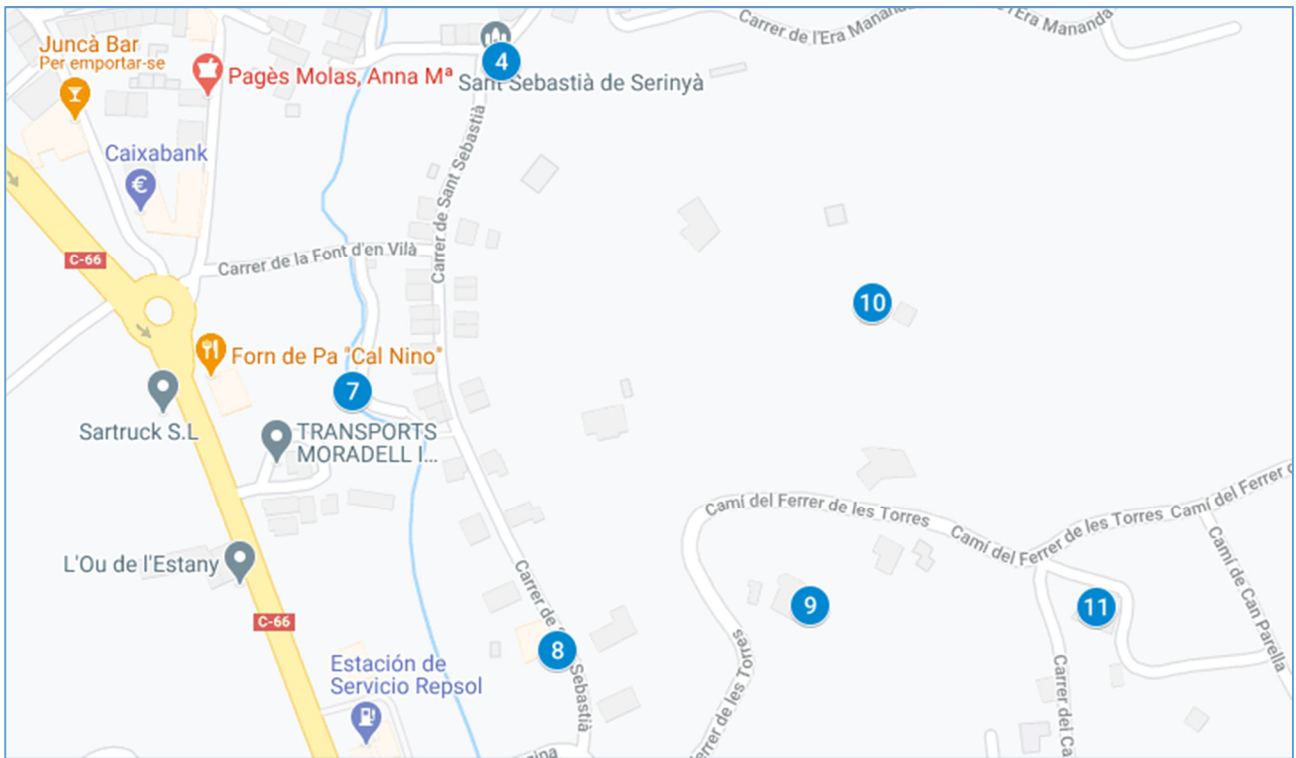 Carrer de l'Era Mananda
l'Era Mananda
Juncà Bar
Per emportar-se
4
Pagès Molas, Anna Mª
Sant Sebastià de Serinyà
Caixabank
€
Carrer de Sant Sebastià
C-66
Carrer de la Font d'en Vilà
10
Forn de Pa "Cal Nino"
7
Sartruck S.L
TRANSPORTS
MORADELL I...
Camí del Ferrer de les Torres
Camí del Ferrer de les Torres
Camí del Ferrer d
L'Ou de l'Estany
Camí de Can Parella
9
11
C-66
Carrer de S
Sebastià
8
Estación de
Servicio Repsol
Ferrer de les Torres
Carrer del Ca
zina